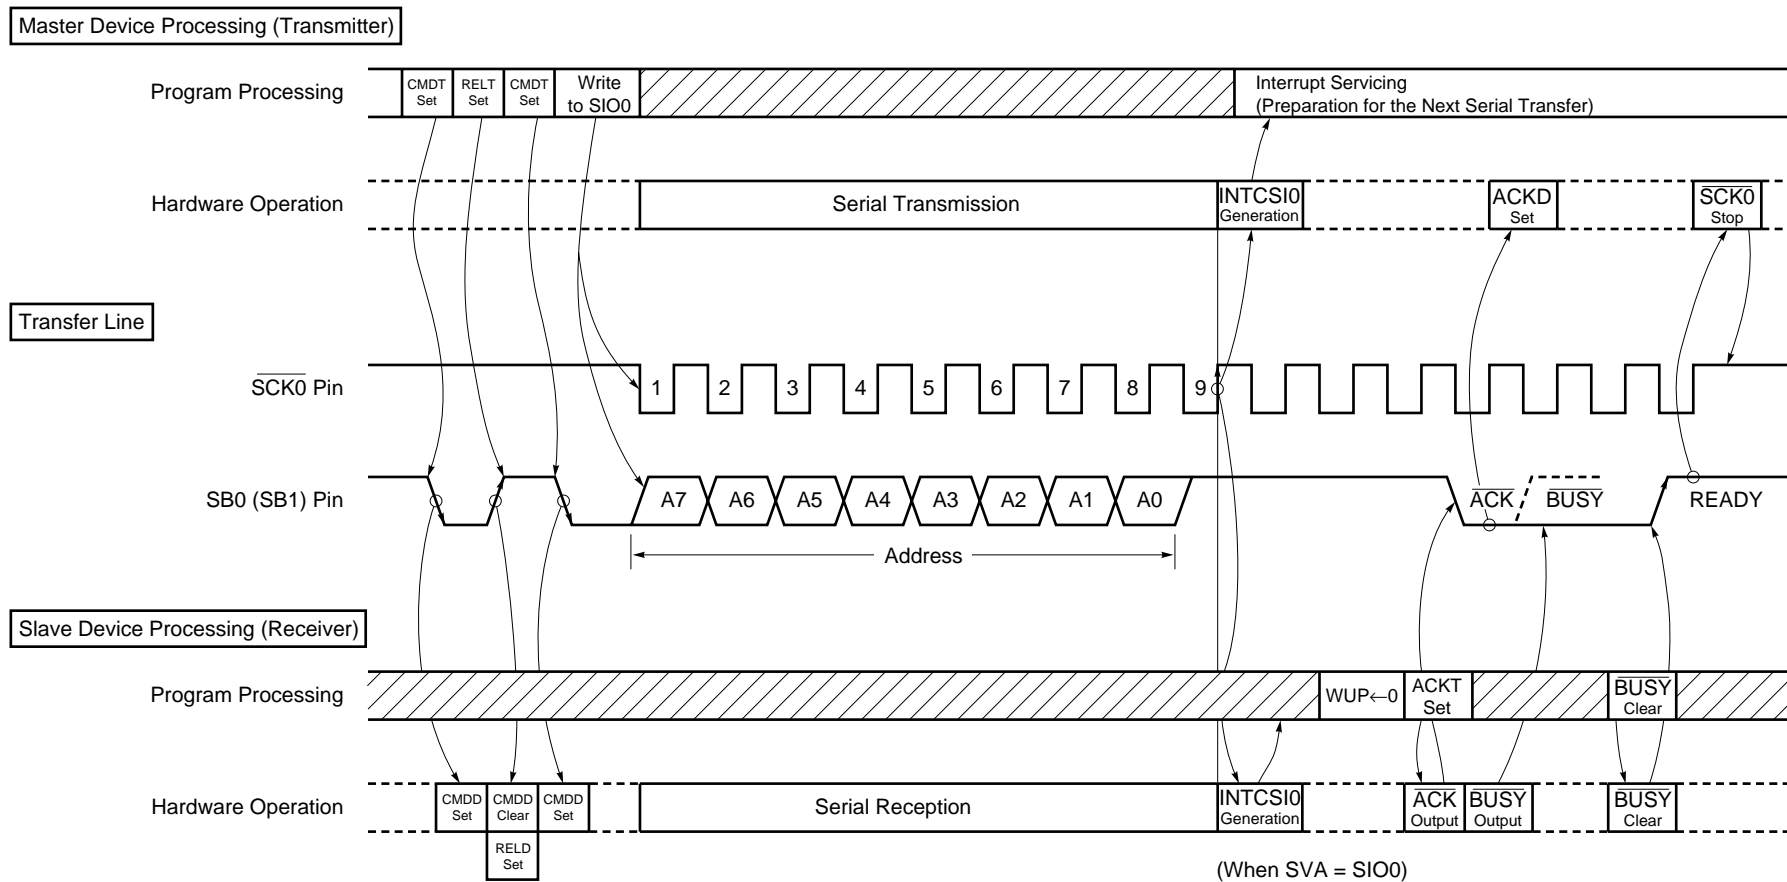 Master Device Processing (Transmitter)
Program Processing
CMDT
Set
RELT
Set
CMDT
Set
Write
to SIO0
Interrupt Servicing
(Preparation for the Next Serial Transfer)
Hardware Operation
Serial Transmission
INTCSI0
Generation
ACKD
Set
SCK0
Stop
Transfer Line
SCK0 Pin
1 2 3 4 5 6 7 8 9
SB0 (SB1) Pin
A7 A6 A5 A4 A3 A2 A1 A0
ACK
BUSY
READY
Address
Slave Device Processing (Receiver)
Program Processing
WUP←0
ACKT
Set
BUSY
Clear
Hardware Operation
CMDD
Set
CMDD
Clear
CMDD
Set
RELD
Set
Serial Reception
INTCSI0
Generation
ACK
Output
BUSY
Output
BUSY
Clear
(When SVA = SIO0)